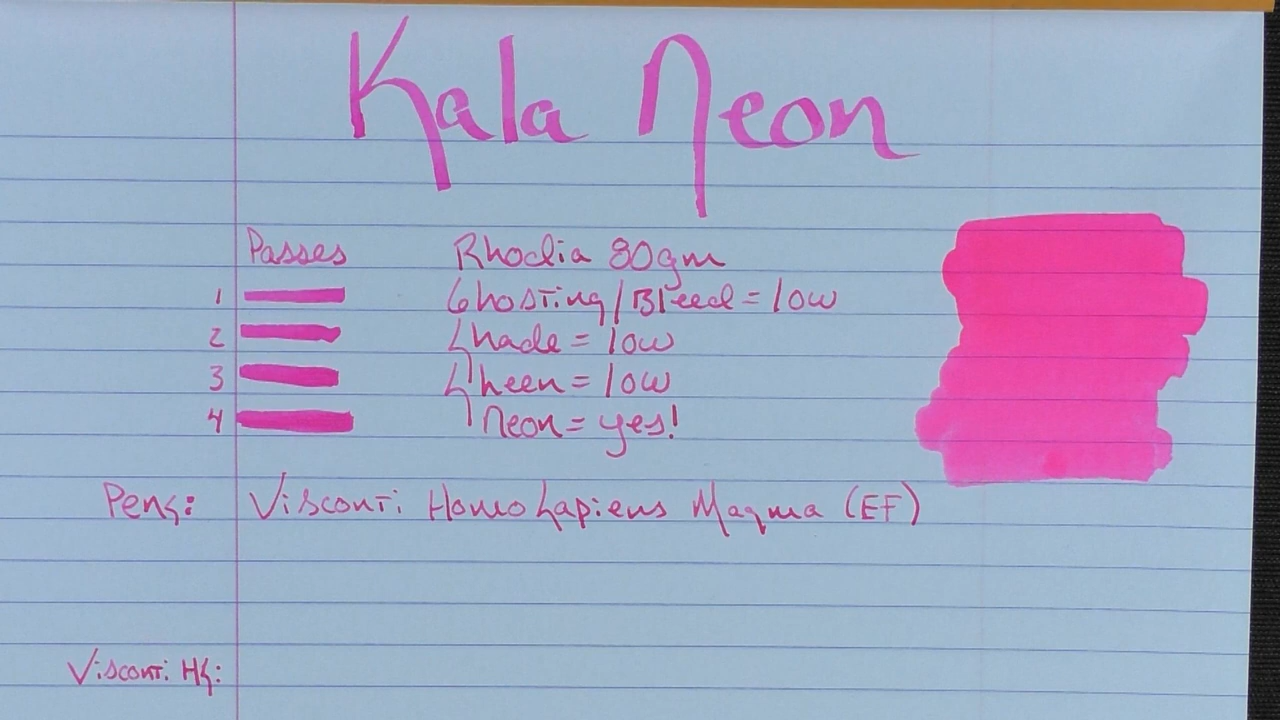 Kala Neon
Passes
Rhodia 80gm
1
Ghosting/Bleed = low
2
Shade = low
3
Sheen = low
4
Neon = yes!
Pens: Visconti Homo Sapiens Magma (EF)
Visconti HS: